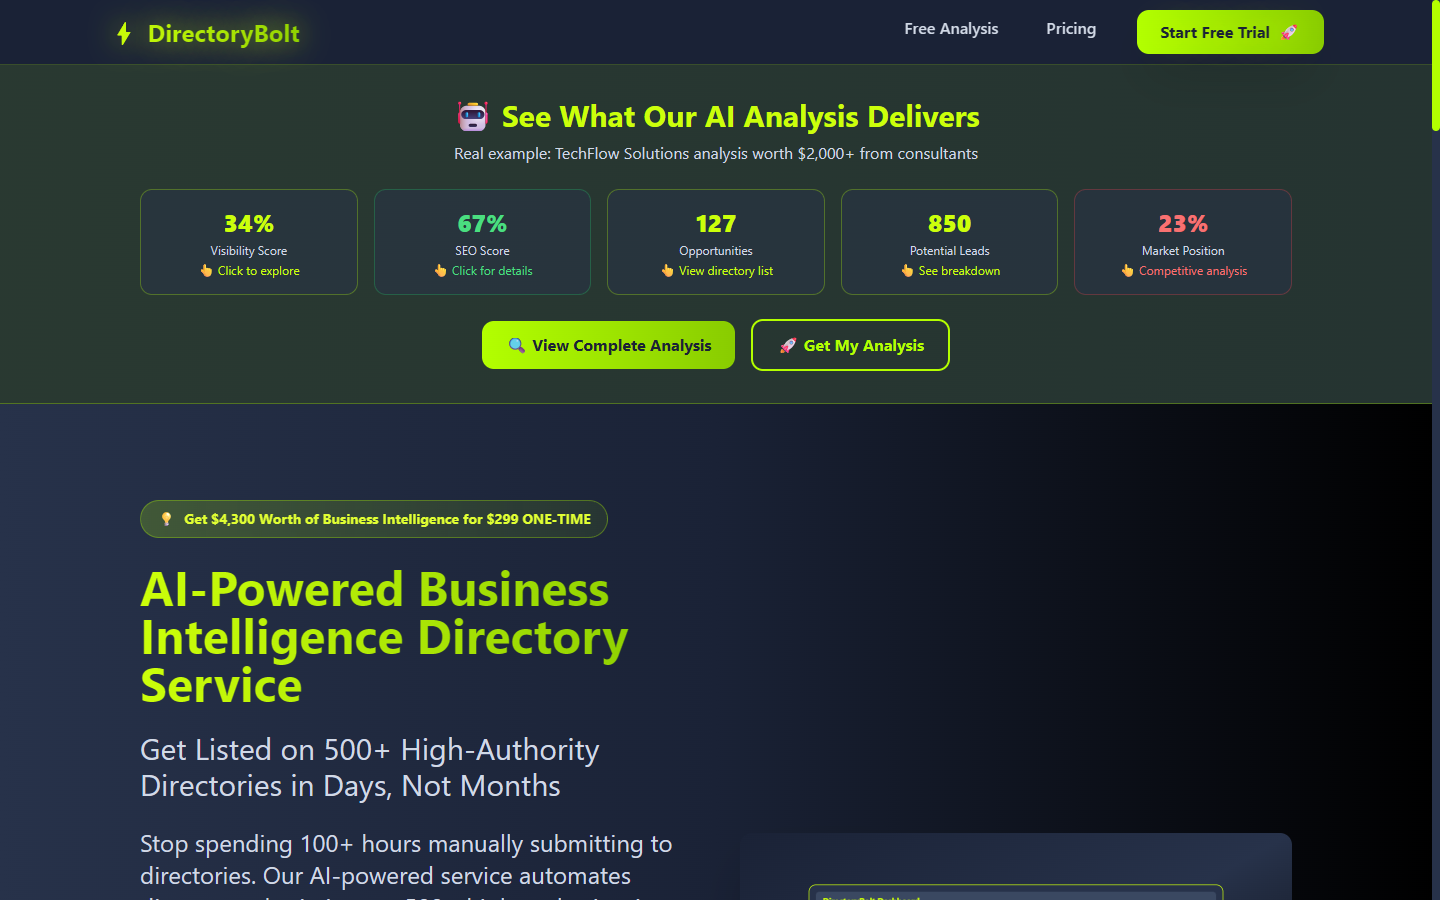 DirectoryBolt
Free Analysis
Pricing
Start Free Trial
See What Our AI Analysis Delivers
Real example: TechFlow Solutions analysis worth $2,000+ from consultants
34%
Visibility Score
Click to explore
67%
SEO Score
Click for details
127
Opportunities
View directory list
850
Potential Leads
See breakdown
23%
Market Position
Competitive analysis
View Complete Analysis
Get My Analysis
Get $4,300 Worth of Business Intelligence for $299 ONE-TIME
AI-Powered Business
Intelligence Directory
Service
Get Listed on 500+ High-Authority
Directories in Days, Not Months
Stop spending 100+ hours manually submitting to
directories. Our AI-powered service automates